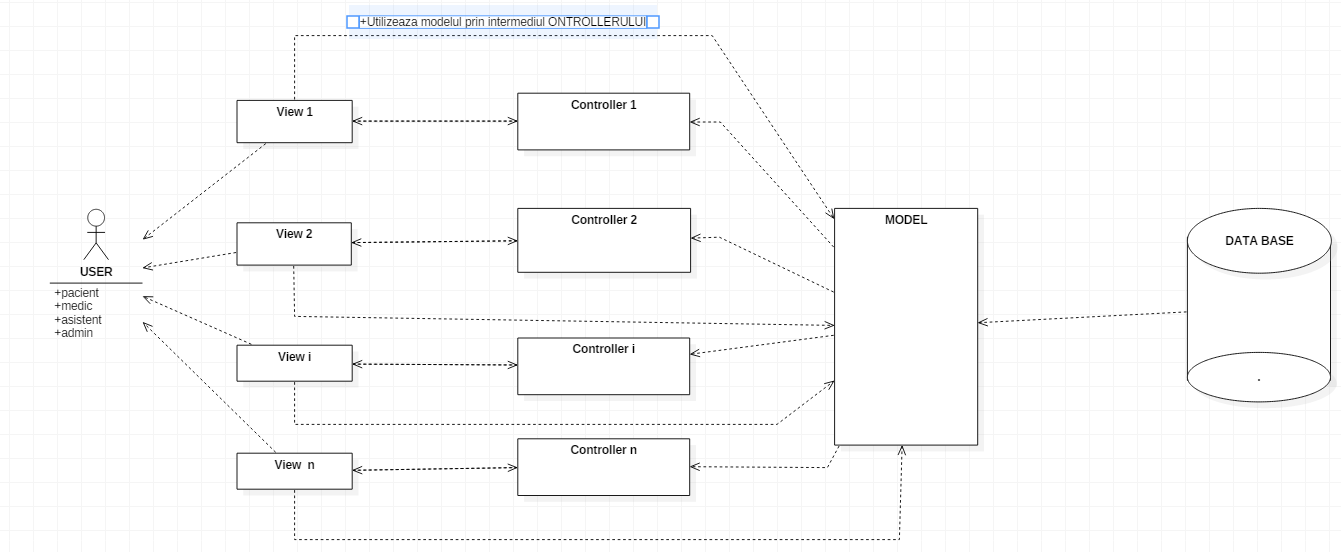 +Utilizeaza modelul prin intermediul ONTROLLERULUI
View 1
Controller 1
View 2
Controller 2
MODEL
DATA BASE
USER
+pacient
+medic
+asistent
+admin
View i
Controller i
View n
Controller n